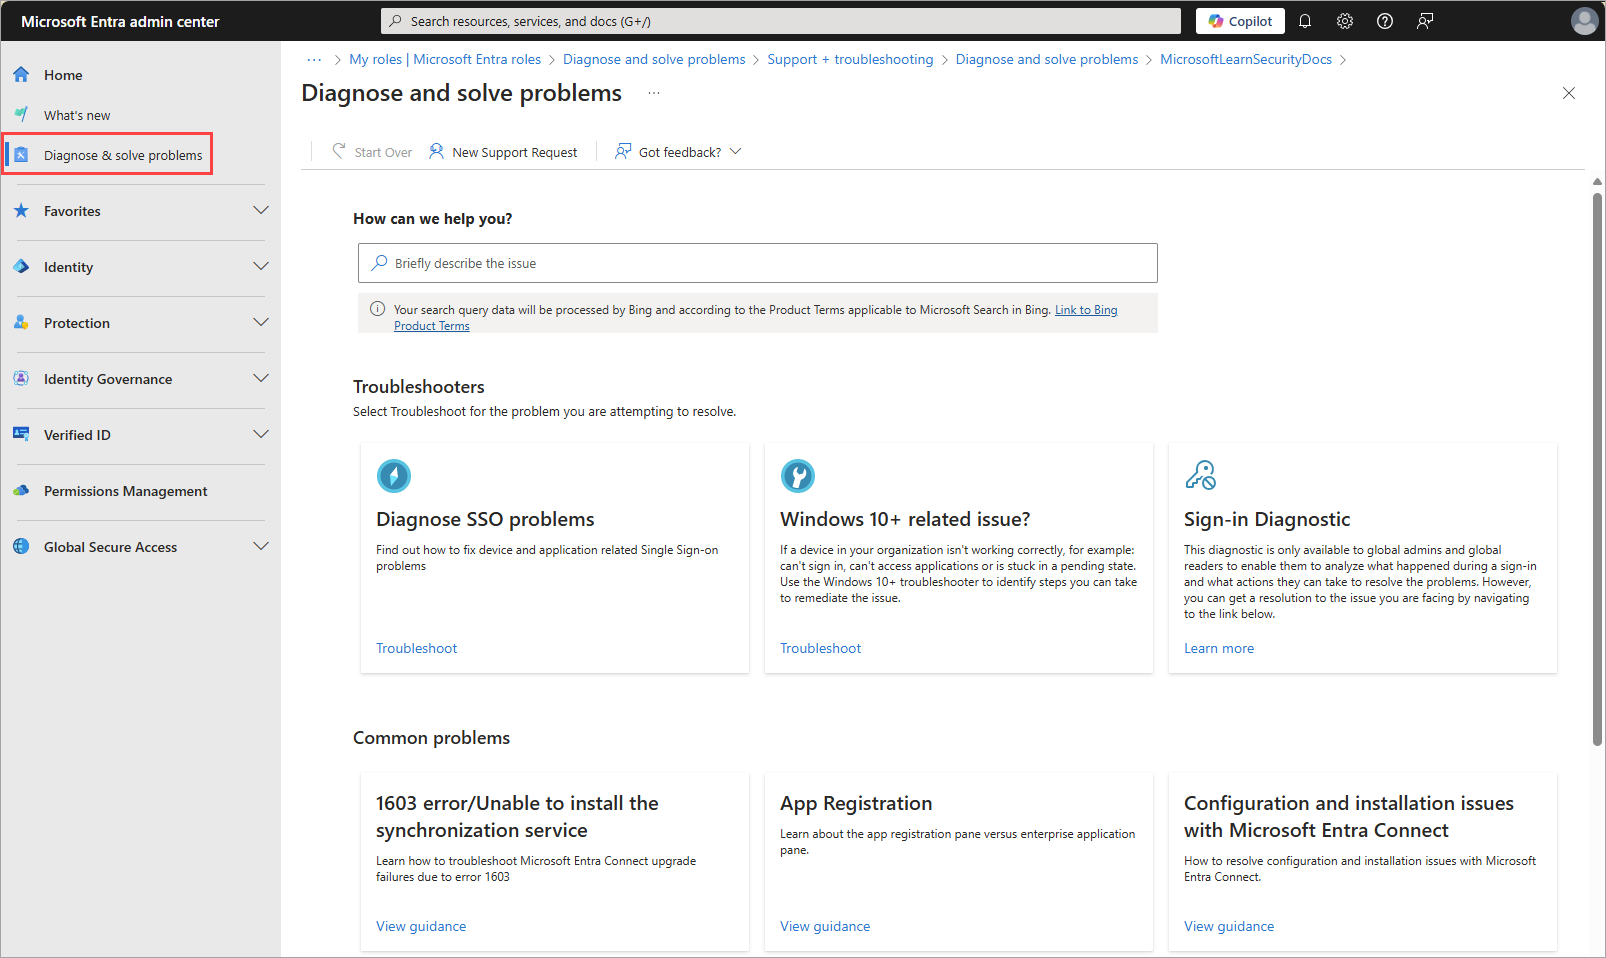 Microsoft Entra admin center
Search resources, services, and docs (G+/)
Copilot
Home
What's new
Diagnose & solve problems
Favorites
Identity
Protection
Identity Governance
Verified ID
Permissions Management
Global Secure Access
··· > My roles | Microsoft Entra roles > Diagnose and solve problems > Support + troubleshooting > Diagnose and solve problems > MicrosoftLearnSecurityDocs >
Diagnose and solve problems ···
Start Over
New Support Request
Got feedback?
How can we help you?
Briefly describe the issue
Your search query data will be processed by Bing and according to the Product Terms applicable to Microsoft Search in Bing. Link to Bing
Product Terms
Troubleshooters
Select Troubleshoot for the problem you are attempting to resolve.
Diagnose SSO problems
Find out how to fix device and application related Single Sign-on
problems
Troubleshoot
Windows 10+ related issue?
If a device in your organization isn't working correctly, for example:
can't sign in, can't access applications or is stuck in a pending state.
Use the Windows 10+ troubleshooter to identify steps you can take
to remediate the issue.
Troubleshoot
Sign-in Diagnostic
This diagnostic is only available to global admins and global
readers to enable them to analyze what happened during a sign-in
and what actions they can take to resolve the problems. However,
you can get a resolution to the issue you are facing by navigating
to the link below.
Learn more
Common problems
1603 error/Unable to install the
synchronization service
Learn how to troubleshoot Microsoft Entra Connect upgrade
failures due to error 1603
View guidance
App Registration
Learn about the app registration pane versus enterprise application
pane.
View guidance
Configuration and installation issues
with Microsoft Entra Connect
How to resolve configuration and installation issues with Microsoft
Entra Connect.
View guidance